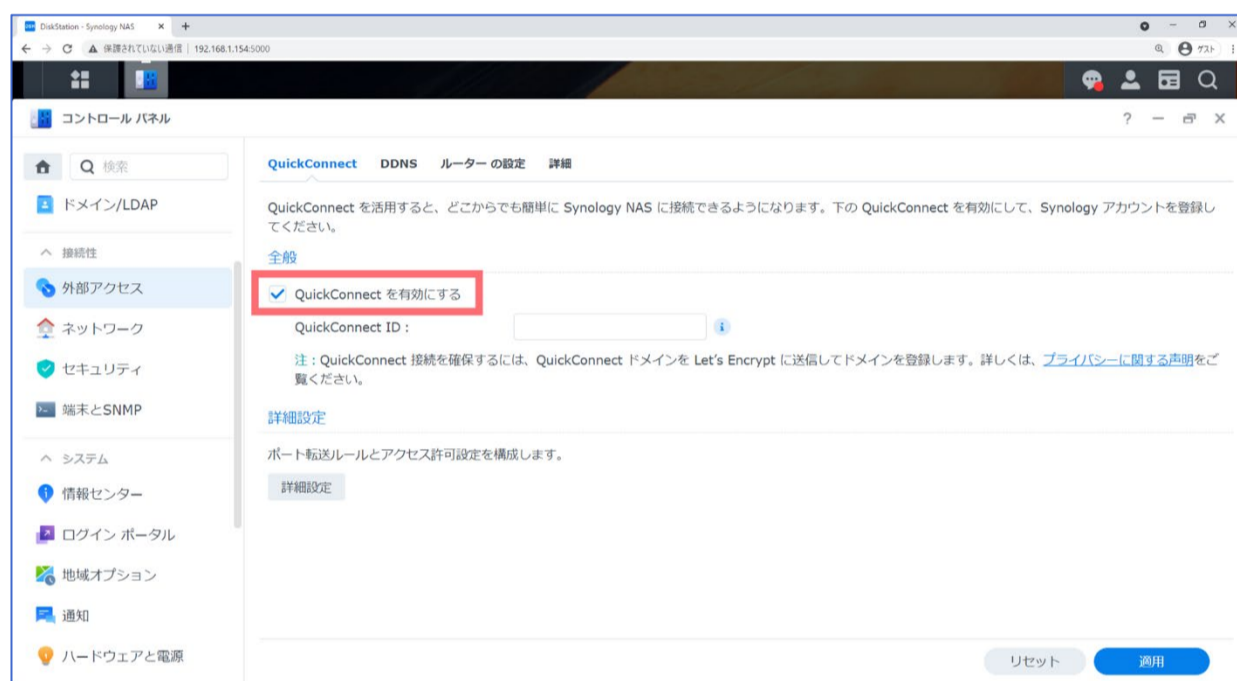 DiskStation - Synology NAS
保護されていない通信 | 192.168.1.154:5000
ゲスト
コントロール パネル
検索
ドメイン/LDAP
接続性
外部アクセス
ネットワーク
セキュリティ
端末とSNMP
システム
情報センター
ログイン ポータル
地域オプション
通知
ハードウェアと電源
QuickConnect DDNS ルーター の設定 詳細
QuickConnect を活用すると、どこからでも簡単に Synology NAS に接続できるようになります。下の QuickConnect を有効にして、Synology アカウントを登録し
てください。
全般
QuickConnect を有効にする
QuickConnect ID :
注：QuickConnect 接続を確保するには、QuickConnect ドメインを Let's Encrypt に送信してドメインを登録します。詳しくは、プライバシーに関する声明をご
覧ください。
詳細設定
ポート転送ルールとアクセス許可設定を構成します。
詳細設定
リセット
適用